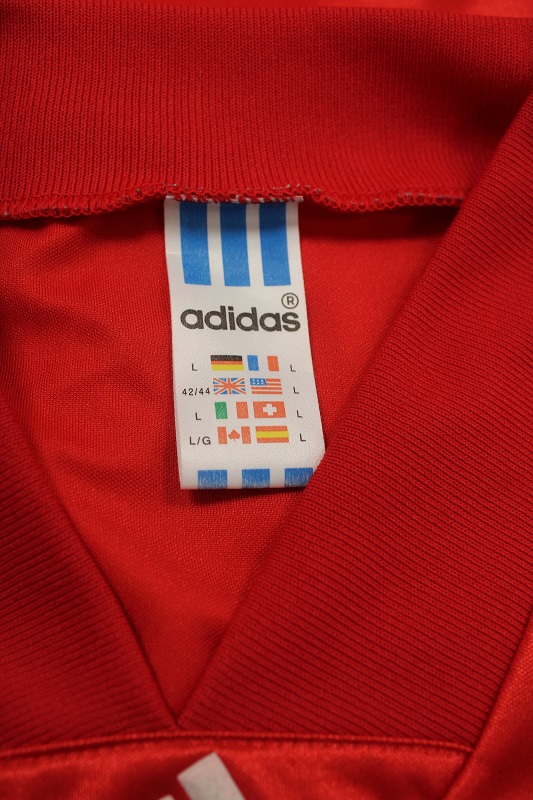 ®
adidas
L L
42/44 L
L L
L/G L